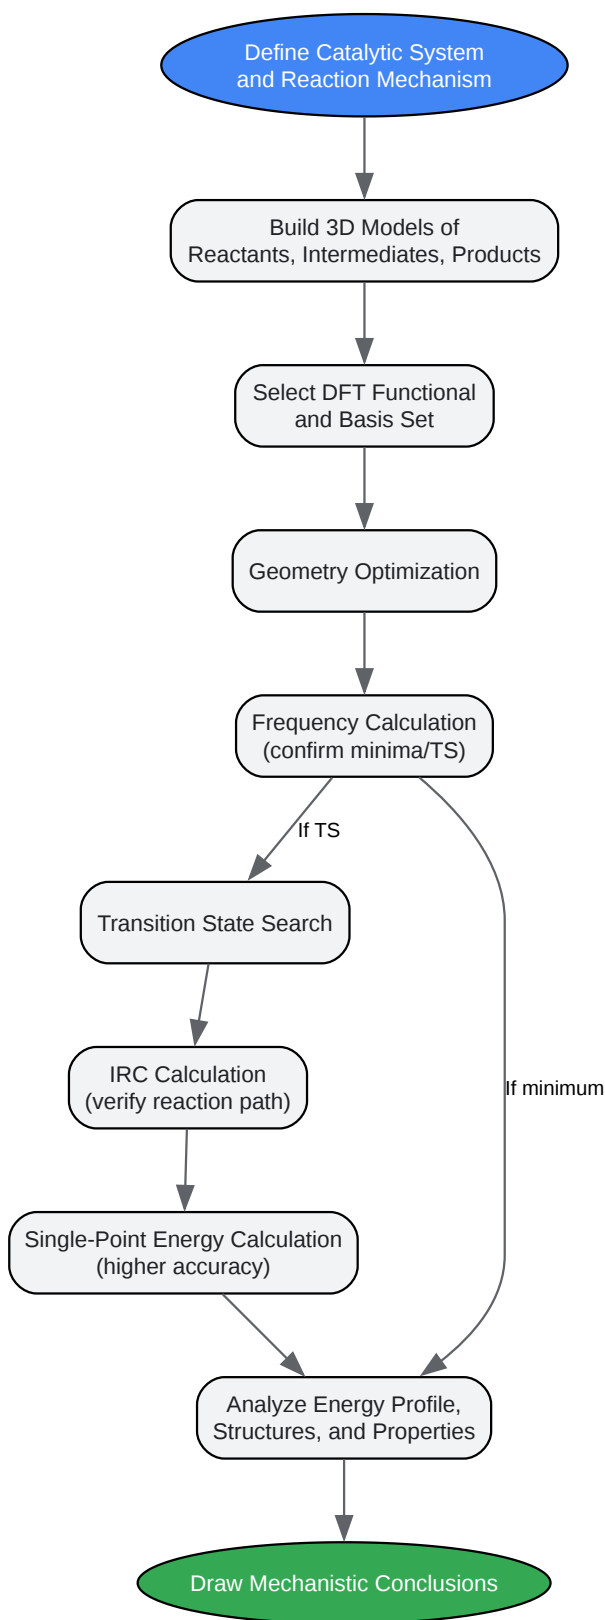 Define Catalytic System
and Reaction Mechanism
Build 3D Models of
Reactants, Intermediates, Products
Select DFT Functional
and Basis Set
Geometry Optimization
Frequency Calculation
(confirm minima/TS)
If TS
Transition State Search
IRC Calculation
(verify reaction path)
If minimum
Single-Point Energy Calculation
(higher accuracy)
Analyze Energy Profile,
Structures, and Properties
Draw Mechanistic Conclusions